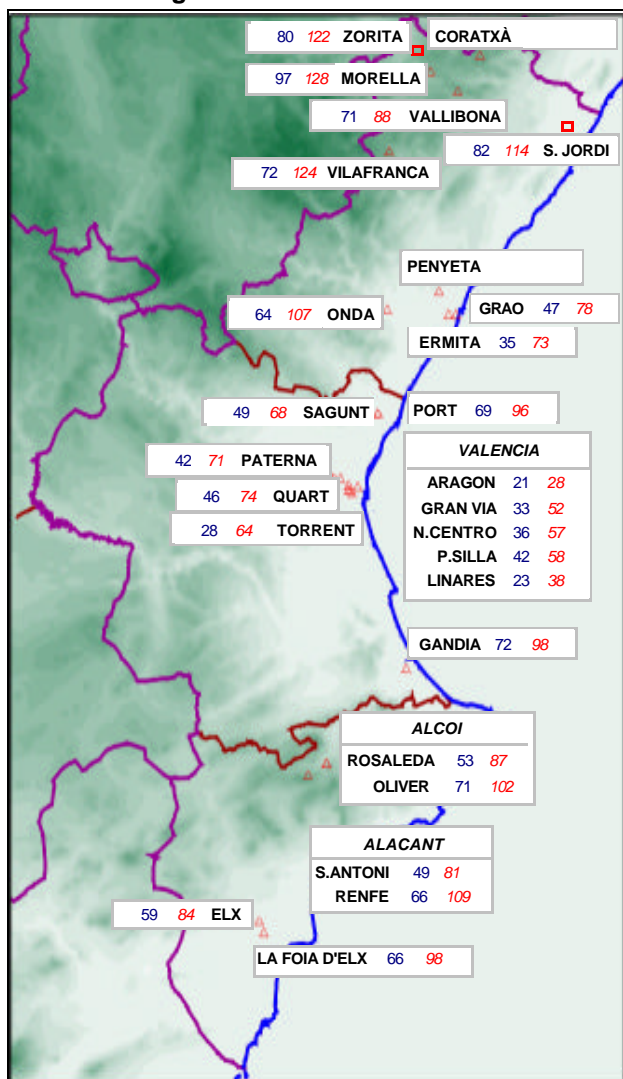 80 122 ZORITA
CORATXÀ
97 128 MORELLA
71 88 VALLIBONA
82 114 S. JORDI
72 124 VILAFRANCA
PENYETA
64 107 ONDA
GRAO 47 78
ERMITA 35 73
49 68 SAGUNT
PORT 69 96
VALENCIA
42 71 PATERNA
ARAGON 21 28
46 74 QUART
GRAN VIA 33 52
28 64 TORRENT
N.CENTRO 36 57
P.SILLA 42 58
LINARES 23 38
GANDIA 72 98
ALCOI
ROSALEDA 53 87
OLIVER 71 102
ALACANT
S.ANTONI 49 81
RENFE 66 109
59 84 ELX
LA FOIA D'ELX 66 98